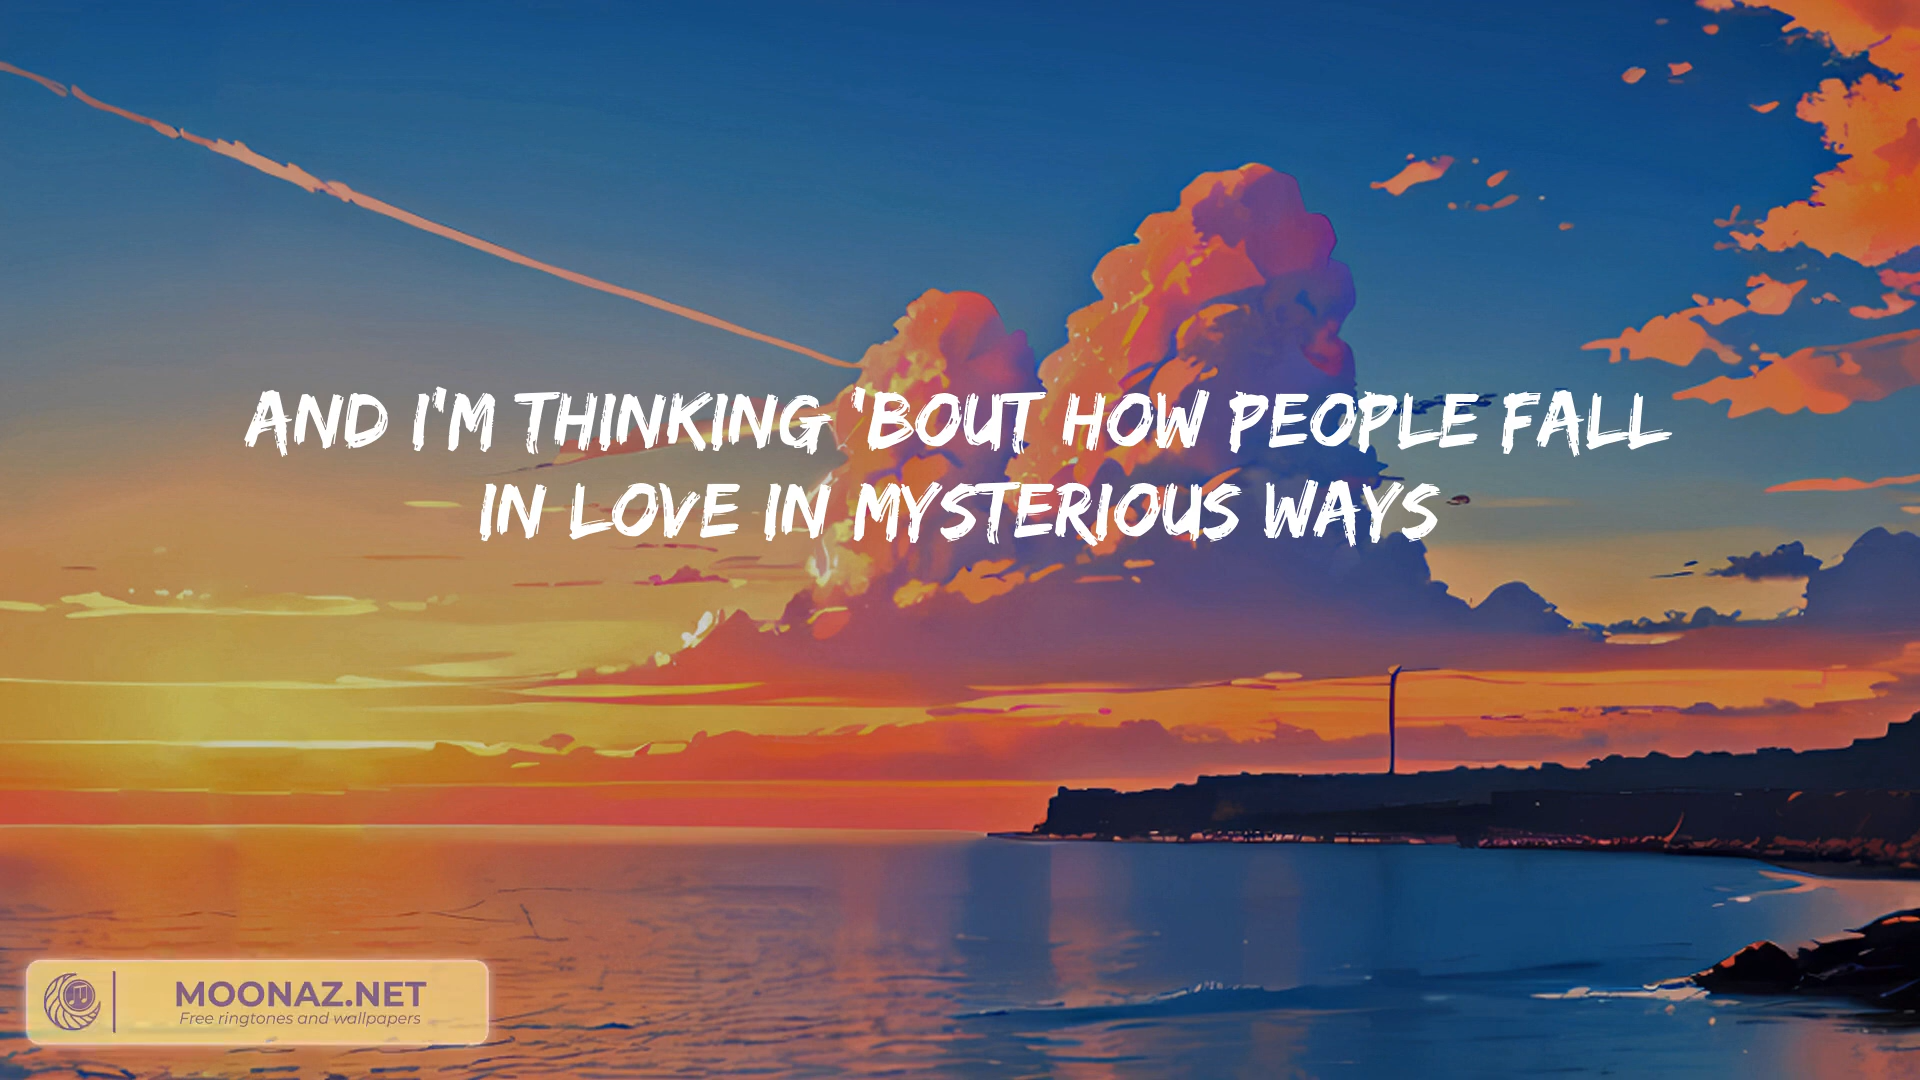 AND I'M THINKING 'BOUT HOW PEOPLE FALL
IN LOVE IN MYSTERIOUS WAYS
MOONAZ.NET
Free ringtones and wallpapers